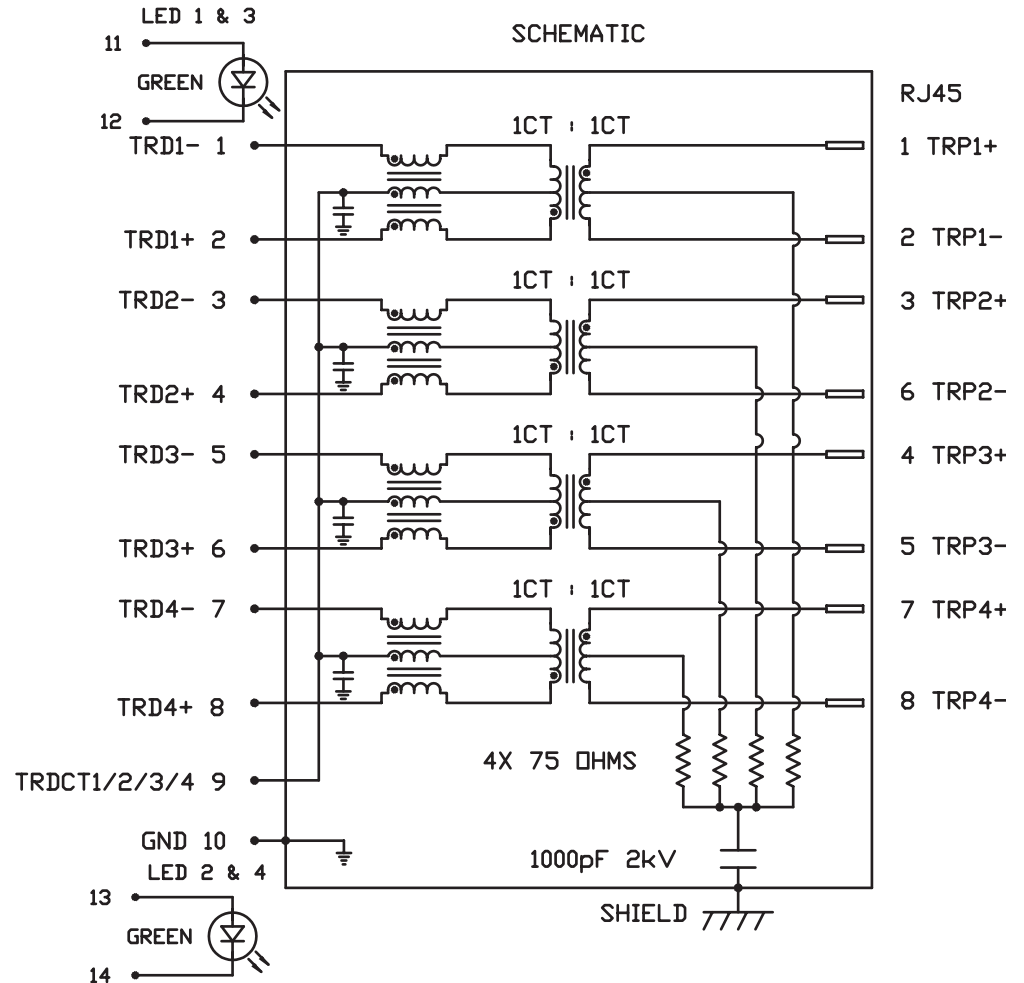 LED 1 & 3
11
SCHEMATIC
GREEN
RJ45
12
1CT : 1CT
TRD1- 1
1 TRP1+
TRD1+ 2
2 TRP1-
1CT : 1CT
TRD2- 3
3 TRP2+
TRD2+ 4
6 TRP2-
1CT : 1CT
TRD3- 5
4 TRP3+
TRD3+ 6
5 TRP3-
1CT : 1CT
TRD4- 7
7 TRP4+
TRD4+ 8
8 TRP4-
4X 75 OHMS
TRDCT1/2/3/4 9
GND 10
1000pF 2kV
LED 2 & 4
13
SHIELD
GREEN
14